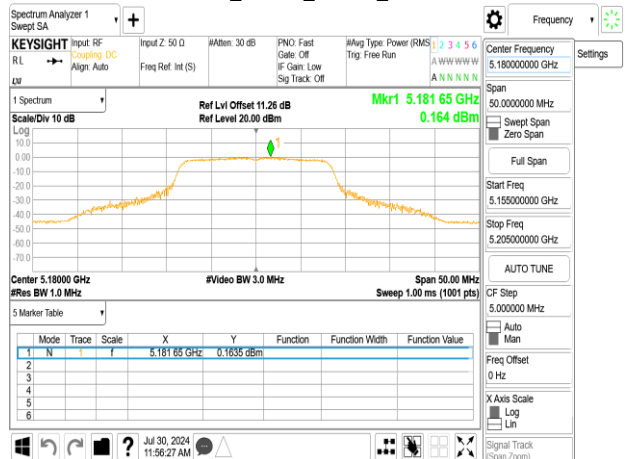 Spectrum Analyzer 1
Swept SA
+
Frequency
KEYSIGHT
RL
Input: RF
Coupling: DC
Align: Auto
Input Z: 50 Ω
Freq Ref: Int (S)
#Atten: 30 dB
PNO: Fast
Gate: Off
IF Gain: Low
Sig Track: Off
#Avg Type: Power (RMS
Trig: Free Run
1 2 3 4 5 6
A W W W W W
A N N N N N
Center Frequency
5.180000000 GHz
Settings
Span
50.0000000 MHz
Swept Span
Zero Span
Full Span
Start Freq
5.155000000 GHz
Stop Freq
5.205000000 GHz
AUTO TUNE
CF Step
5.000000 MHz
Auto
Man
Freq Offset
0 Hz
X Axis Scale
Log
Lin
Signal Track
(Span Zoom)
1 Spectrum
Scale/Div 10 dB
Ref Lvl Offset 11.26 dB
Ref Level 20.00 dBm
Mkr1 5.181 65 GHz
0.164 dBm
Log
10.0
0.00
-10.0
-20.0
-30.0
-40.0
-50.0
-60.0
-70.0
1
Center 5.18000 GHz
#Res BW 1.0 MHz
#Video BW 3.0 MHz
Span 50.00 MHz
Sweep 1.00 ms (1001 pts)
5 Marker Table
Mode Trace Scale X Y Function Function Width Function Value
1 N 1 f 5.181 65 GHz 0.1635 dBm
2
3
4
5
6
?
Jul 30, 2024
11:56:27 AM